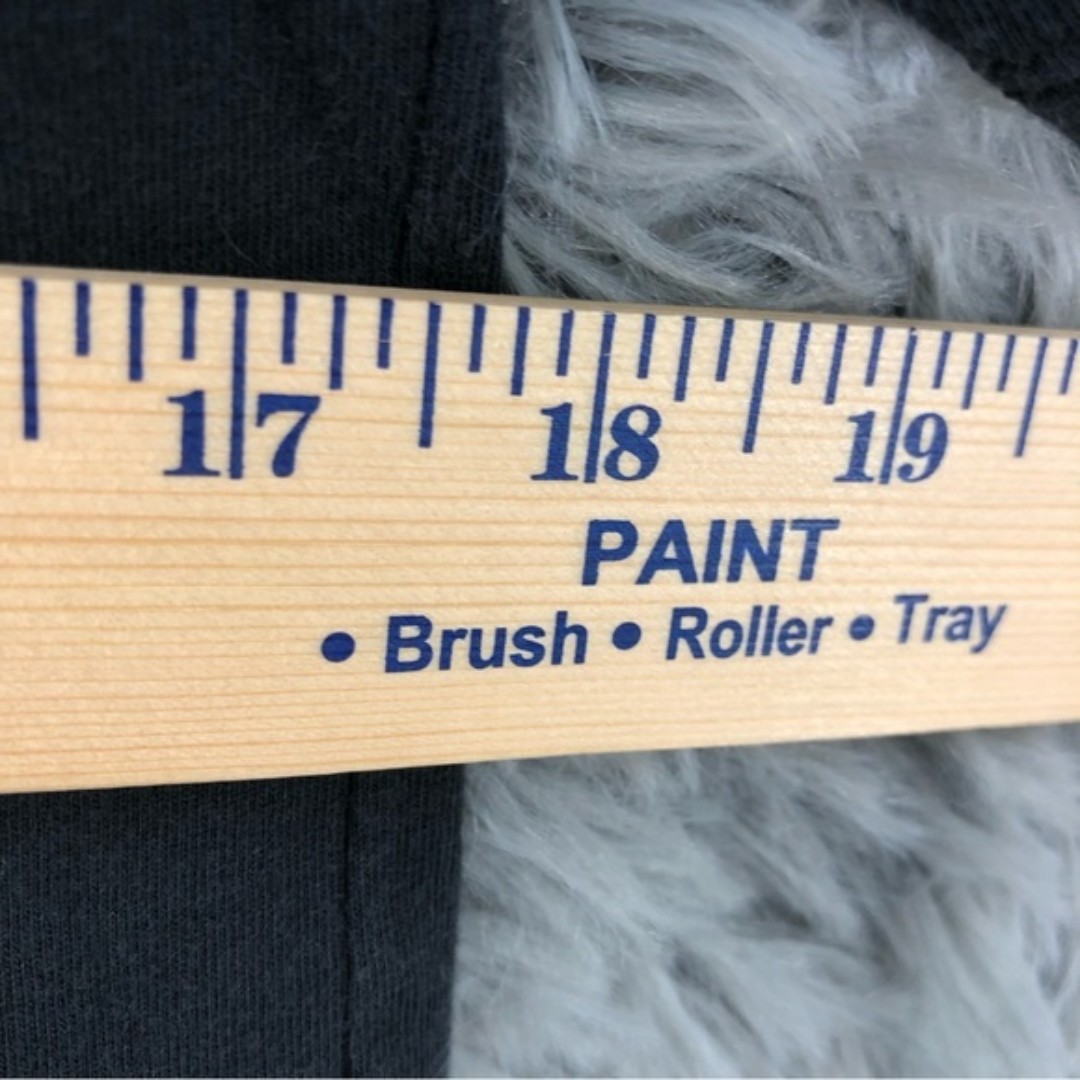 17 18 19
PAINT
• Brush • Roller • Tray